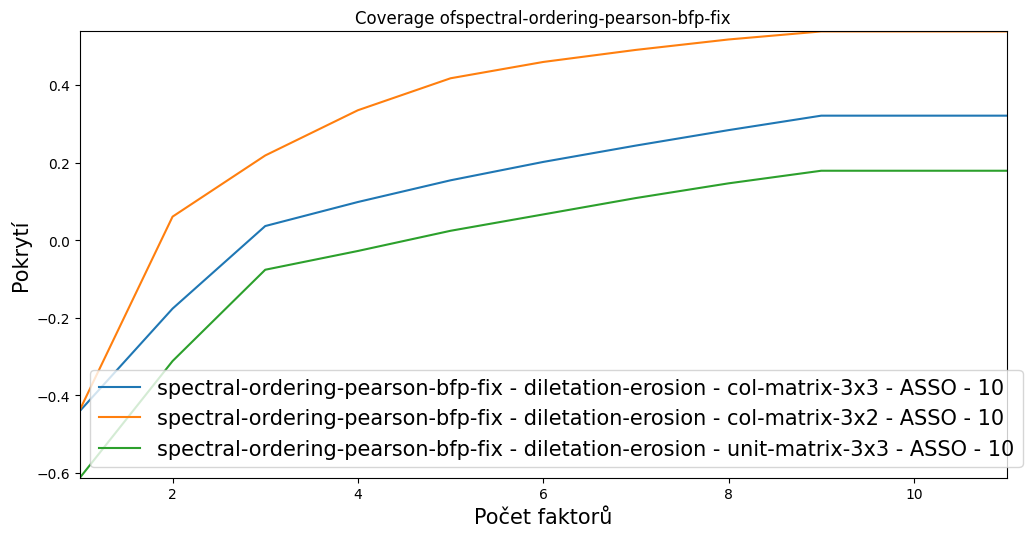 Coverage ofspectral-ordering-pearson-bfp-fix
Pokrytí
0.4
0.2
0.0
−0.2
−0.4
−0.6
spectral-ordering-pearson-bfp-fix - diletation-erosion - col-matrix-3x3 - ASSO - 10
spectral-ordering-pearson-bfp-fix - diletation-erosion - col-matrix-3x2 - ASSO - 10
spectral-ordering-pearson-bfp-fix - diletation-erosion - unit-matrix-3x3 - ASSO - 10
2 4 6 8 10
Počet faktorů